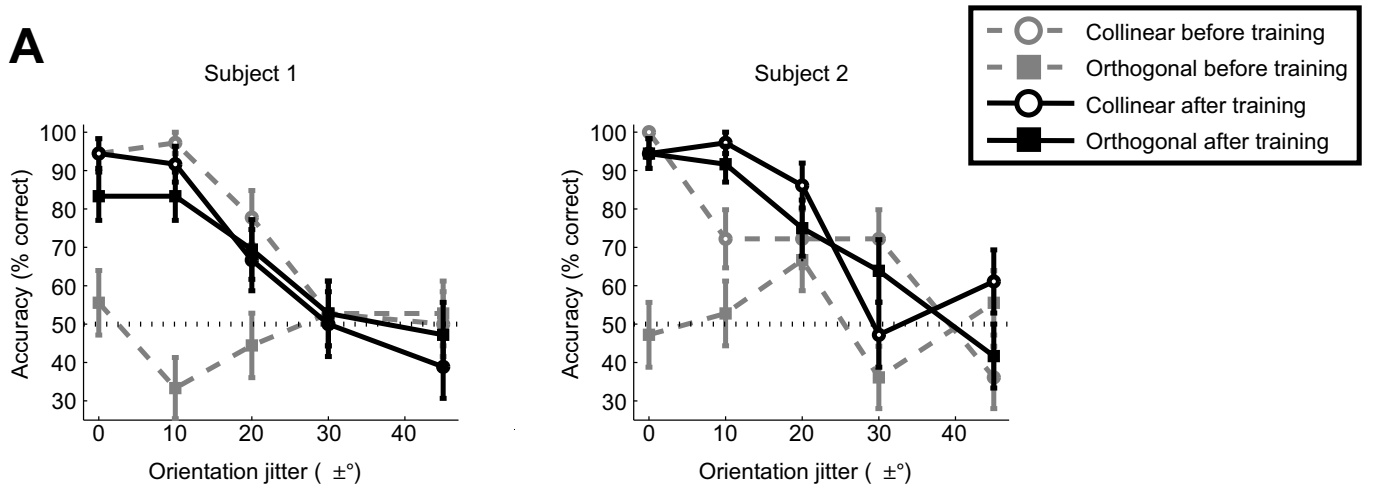 A
Subject 1
Subject 2
Collinear before training
Orthogonal before training
Collinear after training
Orthogonal after training
Accuracy (% correct)
100
90
80
70
60
50
40
30
0 10 20 30 40
Orientation jitter ( ±°)
Accuracy (% correct)
100
90
80
70
60
50
40
30
0 10 20 30 40
Orientation jitter ( ±°)